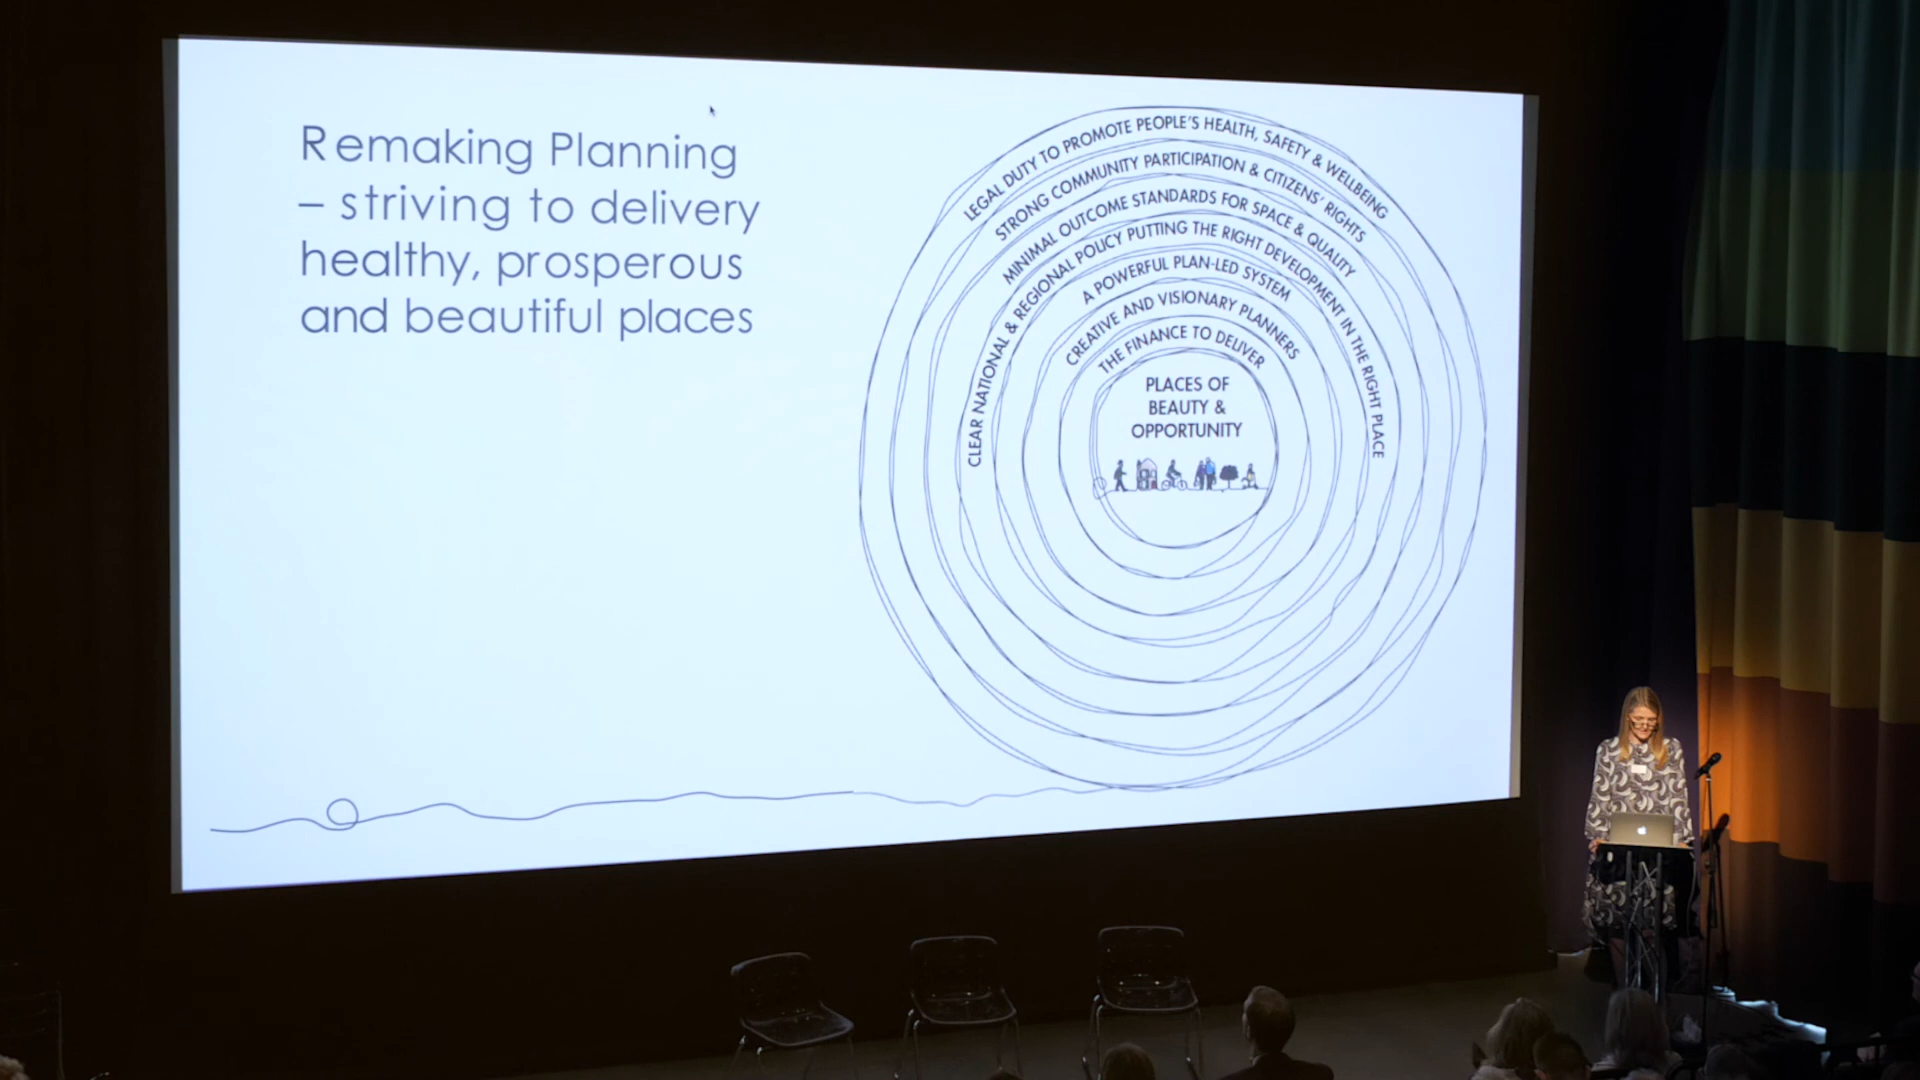 Remaking Planning
– striving to delivery
healthy, prosperous
and beautiful places
LEGAL DUTY TO PROMOTE PEOPLE'S HEALTH, SAFETY & WELLBEING
STRONG COMMUNITY PARTICIPATION & CITIZENS' RIGHTS
MINIMAL OUTCOME STANDARDS FOR SPACE & QUALITY
CLEAR NATIONAL & REGIONAL POLICY PUTTING THE RIGHT DEVELOPMENT IN THE RIGHT PLACE
A POWERFUL PLAN-LED SYSTEM
CREATIVE AND VISIONARY PLANNERS
THE FINANCE TO DELIVER
PLACES OF
BEAUTY &
OPPORTUNITY